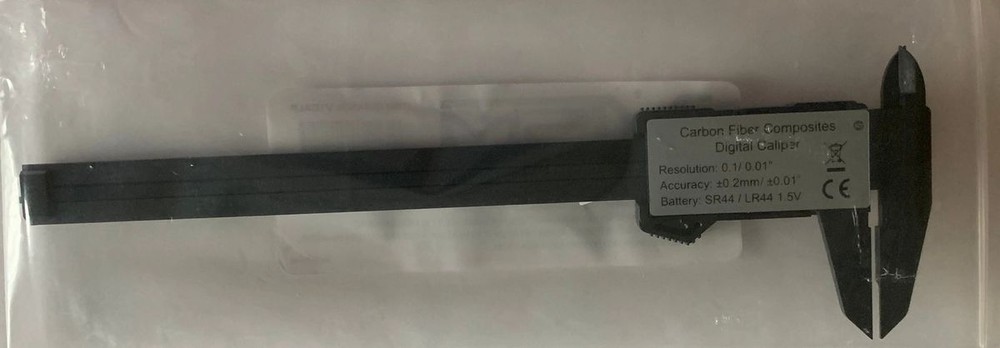 Carbon Fiber Composites
Digital Caliper
Resolution: 0.1/ 0.01"
Accuracy: ±0.2mm/ ±0.01"
Battery: SR44 / LR44 1.5V
CE